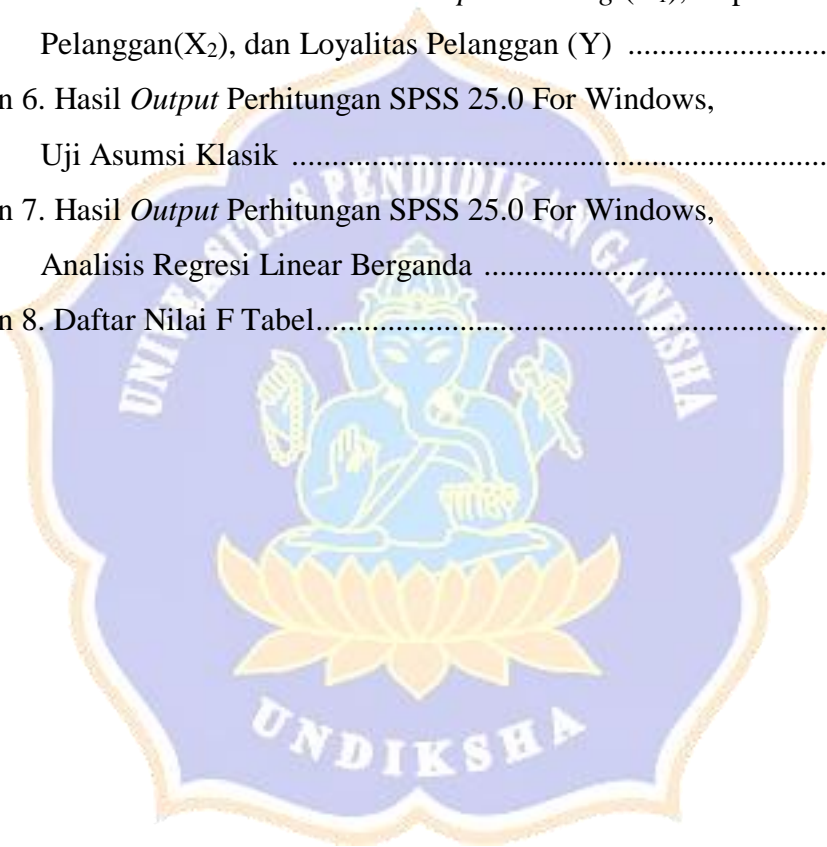 Pelanggan(X₂), dan Loyalitas Pelanggan (Y) ..........................
n 6. Hasil Output Perhitungan SPSS 25.0 For Windows,
Uji Asumsi Klasik ....................................................................
n 7. Hasil Output Perhitungan SPSS 25.0 For Windows,
Analisis Regresi Linear Berganda ...........................................
n 8. Daftar Nilai F Tabel................................................................
UNIVERSITAS PENDIDIKAN GANESHA
UNDIKSHA